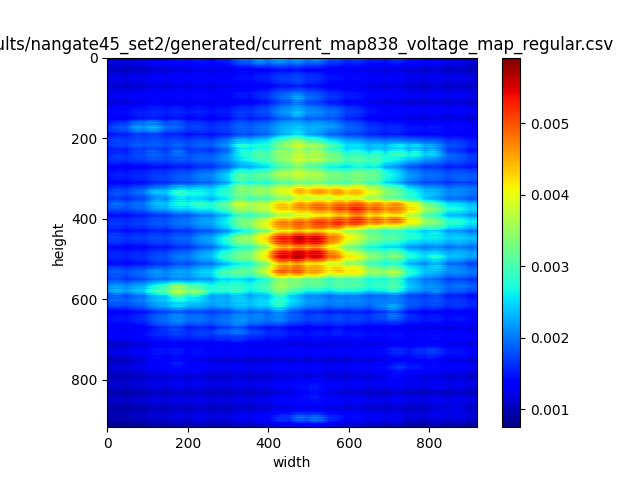 ults/nangate45_set2/generated/current_map838_voltage_map_regular.csv
0
200
400
600
800
height
0 200 400 600 800
width
0.005
0.004
0.003
0.002
0.001